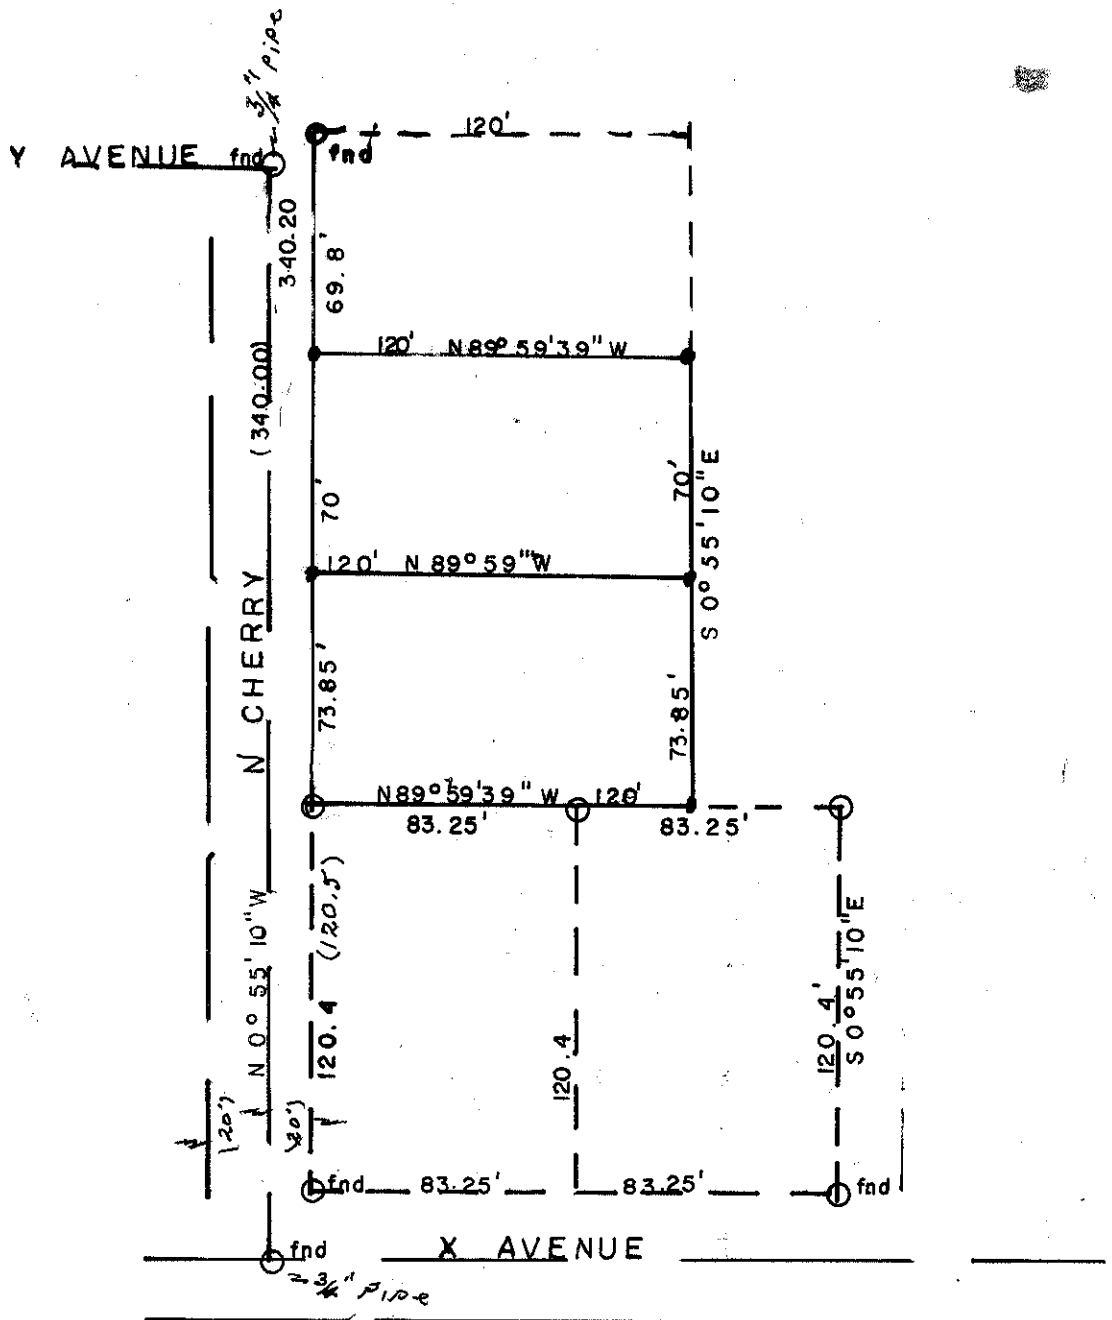 3/4" pipe
120'
Y AVENUE fnd
fnd
340.20
69.8'
(340.00)
120' N 89° 59' 39" W
70'
70'
S 0° 55' 10" E
120' N 89° 59" W
N CHERRY
73.85'
73.85'
N 89° 59' 39" W 120'
83.25'
83.25'
N 0° 55' 10" W
120.4 (120.5)
120.4
120.4'
S 0° 55' 10" E
(20')
(20')
fnd 83.25' 83.25' fnd
fnd X AVENUE
3/4" pipe